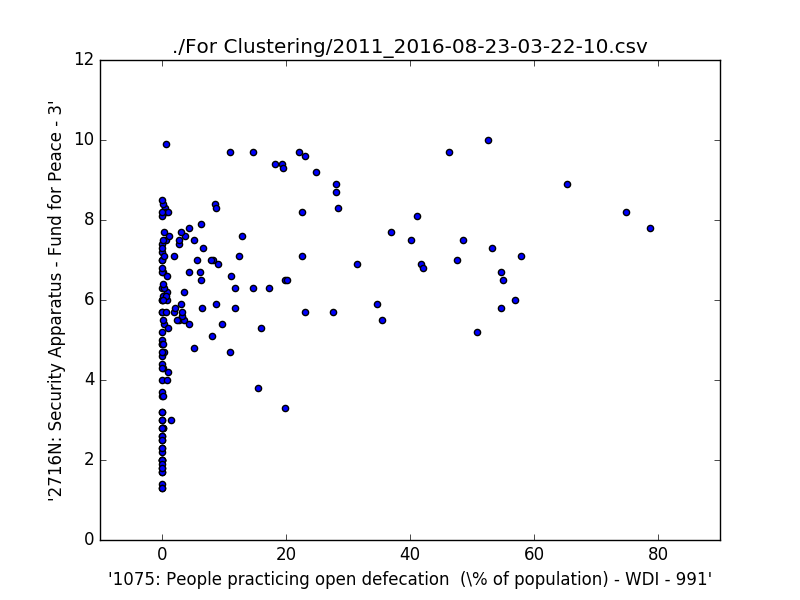 ./For Clustering/2011_2016-08-23-03-22-10.csv
12
10
8
6
4
2
0
'2716N: Security Apparatus - Fund for Peace - 3'
0 20 40 60 80
'1075: People practicing open defecation  (\% of population) - WDI - 991'